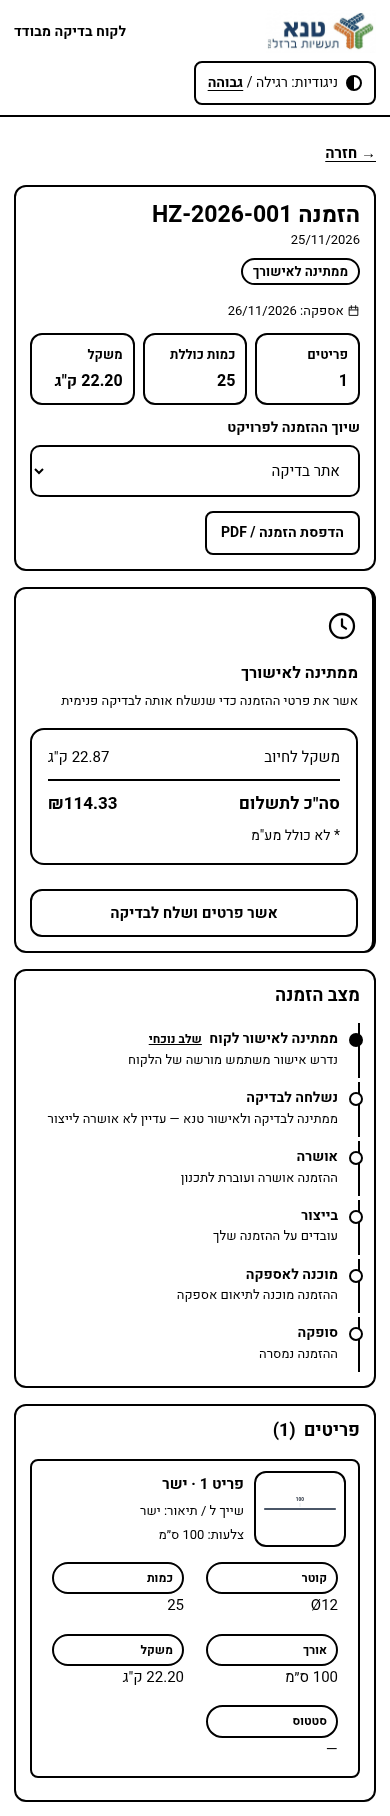 טנא
תעשיות ברזל
לקוח בדיקה מבודד
ניגודיות: רגילה / גבוהה
→ חזרה
הזמנה HZ-2026-001
25/11/2026
ממתינה לאישורך
אספקה: 26/11/2026
פריטים
1
כמות כוללת
25
משקל
22.20 ק"ג
שיוך ההזמנה לפרויקט
אתר בדיקה
הדפסת הזמנה / PDF
ממתינה לאישורך
אשר את פרטי ההזמנה כדי שנשלח אותה לבדיקה פנימית
משקל לחיוב 22.87 ק"ג
סה"כ לתשלום ₪114.33
* לא כולל מע"מ
אשר פרטים ושלח לבדיקה
מצב הזמנה
ממתינה לאישור לקוח שלב נוכחי
נדרש אישור משתמש מורשה של הלקוח
נשלחה לבדיקה
ממתינה לבדיקה ולאישור טנא — עדיין לא אושרה לייצור
אושרה
ההזמנה אושרה ועוברת לתכנון
בייצור
עובדים על ההזמנה שלך
מוכנה לאספקה
ההזמנה מוכנה לתיאום אספקה
סופקה
ההזמנה נמסרה
פריטים (1)
100
פריט 1 · ישר
שייך ל / תיאור: ישר
צלעות: 100 ס״מ
קוטר
Ø12
כמות
25
אורך
100 ס״מ
משקל
22.20 ק"ג
סטטוס
—